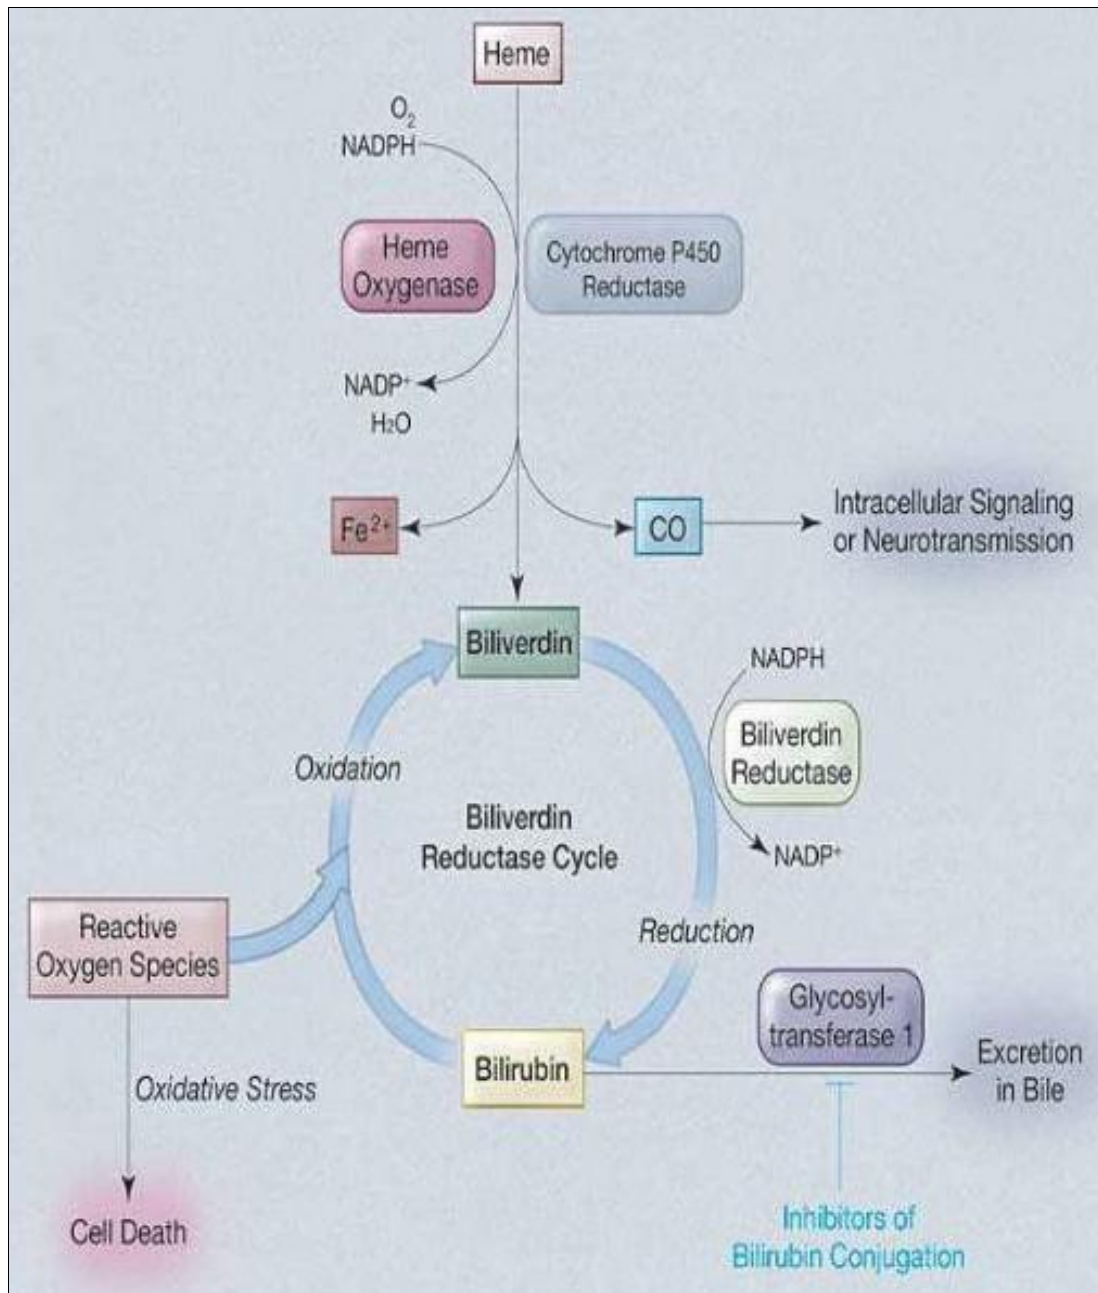 Heme
O₂
NADPH
Heme
Oxygenase
Cytochrome P450
Reductase
NADP⁺
H₂O
Fe²⁺
CO
Intracellular Signaling
or Neurotransmission
Biliverdin
NADPH
Biliverdin
Reductase
NADP⁺
Oxidation
Biliverdin
Reductase Cycle
Reactive
Oxygen Species
Reduction
Glycosyl-
transferase 1
Bilirubin
Excretion
in Bile
Oxidative Stress
Cell Death
Inhibitors of
Bilirubin Conjugation